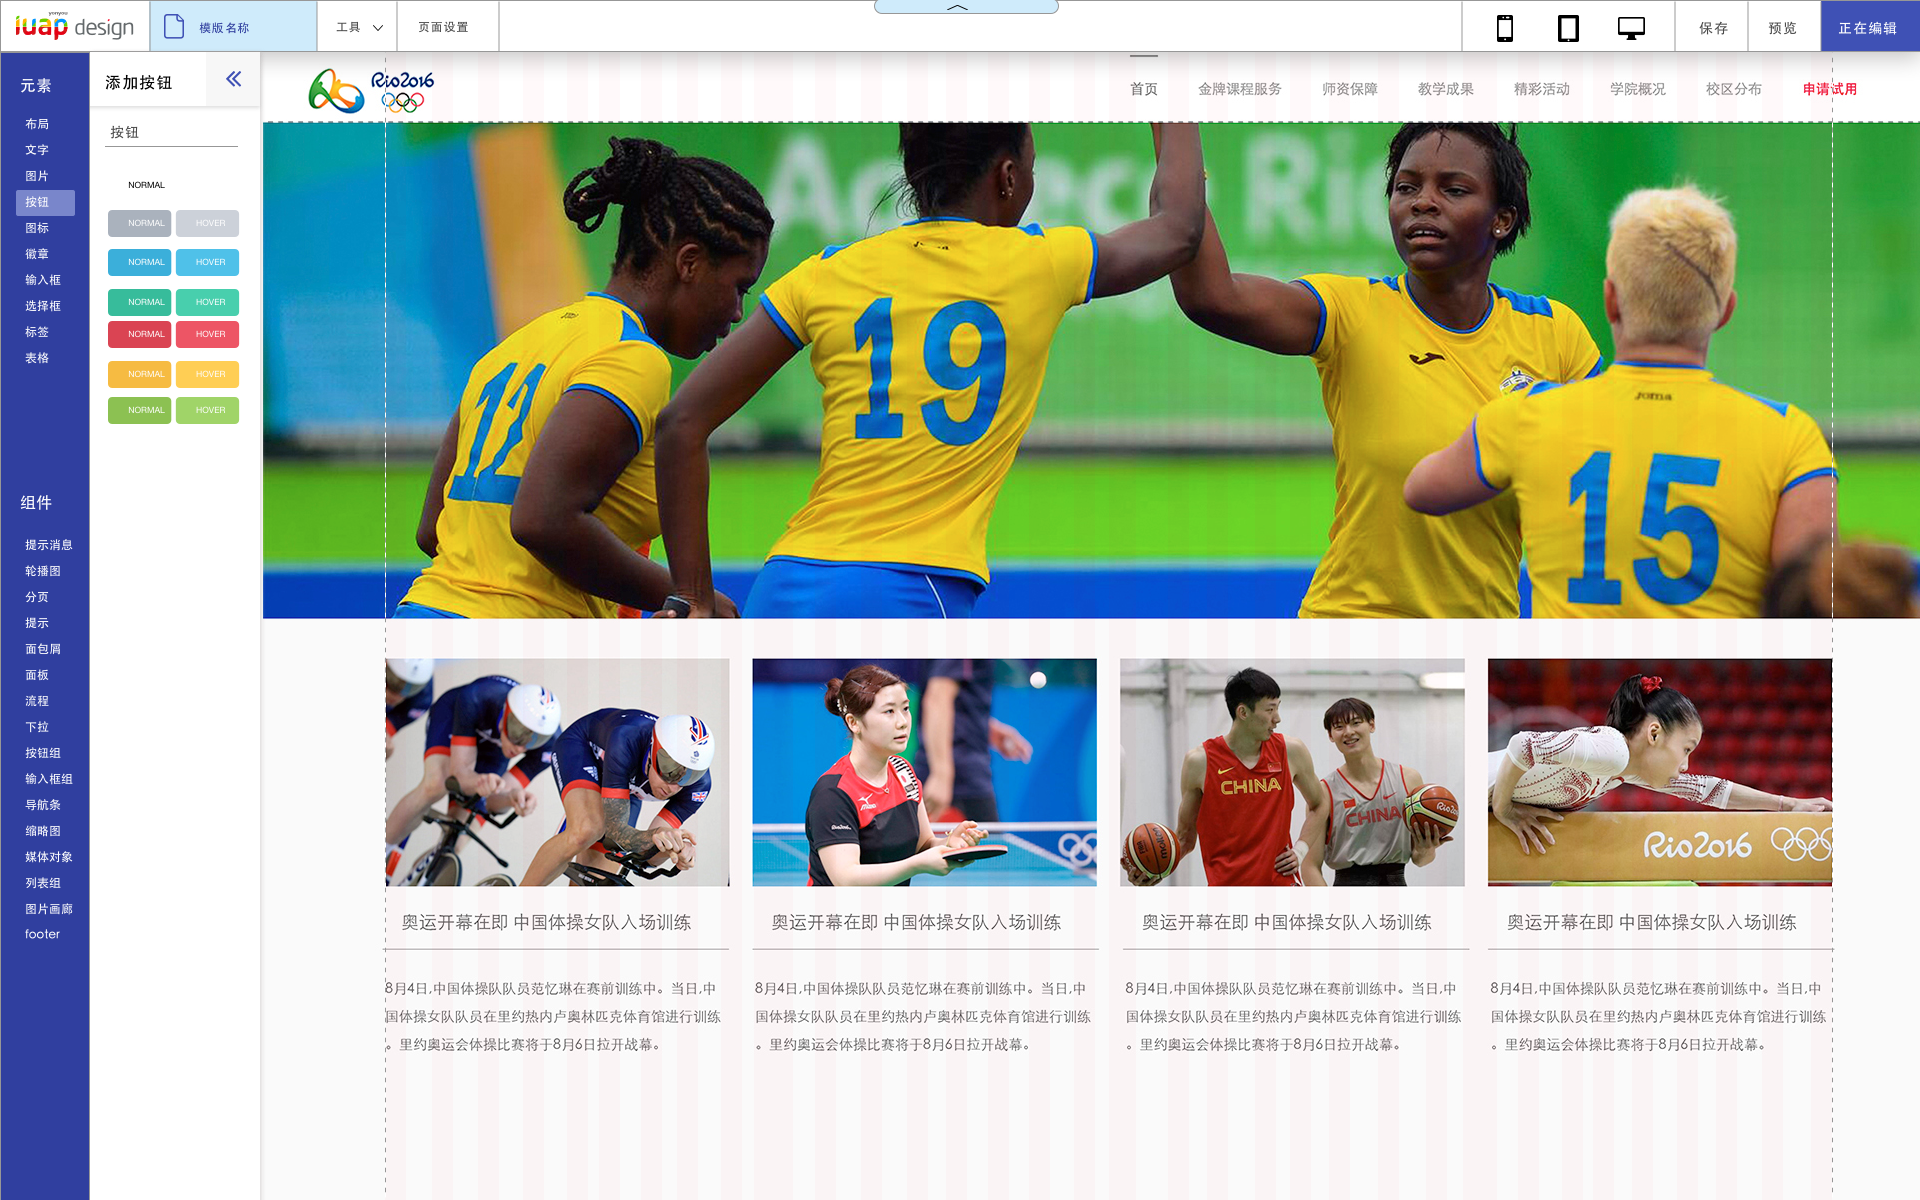 yonyou
iuap design
模版名称
工具
页面设置
保存
预览
正在编辑
元素
布局
文字
图片
按钮
图标
徽章
输入框
选择框
标签
表格
组件
提示消息
轮播图
分页
提示
面包屑
面板
流程
下拉
按钮组
输入框组
导航条
缩略图
媒体对象
列表组
图片画廊
footer
添加按钮
按钮
NORMAL
NORMAL HOVER
NORMAL HOVER
NORMAL HOVER
NORMAL HOVER
NORMAL HOVER
NORMAL HOVER
Rio2016
首页 金牌课程服务 师资保障 教学成果 精彩活动 学院概况 校区分布 申请试用
12
19
15
joma
CHINA
CHINA
Rio2016
molten
Rio2016
奥运开幕在即 中国体操女队入场训练
8月4日,中国体操队队员范忆琳在赛前训练中。当日,中
国体操女队队员在里约热内卢奥林匹克体育馆进行训练
。里约奥运会体操比赛将于8月6日拉开战幕。
奥运开幕在即 中国体操女队入场训练
8月4日,中国体操队队员范忆琳在赛前训练中。当日,中
国体操女队队员在里约热内卢奥林匹克体育馆进行训练
。里约奥运会体操比赛将于8月6日拉开战幕。
奥运开幕在即 中国体操女队入场训练
8月4日,中国体操队队员范忆琳在赛前训练中。当日,中
国体操女队队员在里约热内卢奥林匹克体育馆进行训练
。里约奥运会体操比赛将于8月6日拉开战幕。
奥运开幕在即 中国体操女队入场训练
8月4日,中国体操队队员范忆琳在赛前训练中。当日,中
国体操女队队员在里约热内卢奥林匹克体育馆进行训练
。里约奥运会体操比赛将于8月6日拉开战幕。